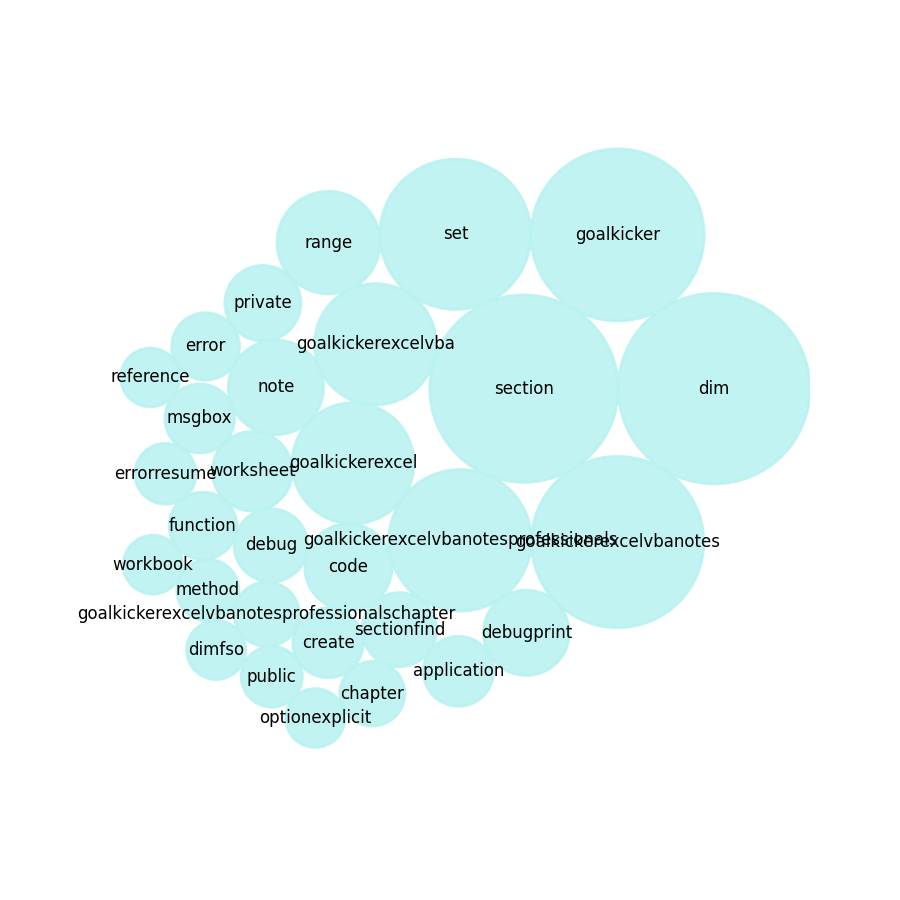 set
goalkicker
range
private
goalkickerexcelvba
error
reference
note
section
dim
msgbox
goalkickerexcel
worksheet
errorresume
function
goalkickerexcelvbanotesprofessionals
goalkickerexcelvbanotes
debug
workbook
code
method
goalkickerexcelvbanotesprofessionalschapter
sectionfind
debugprint
create
dimfso
application
public
chapter
optionexplicit